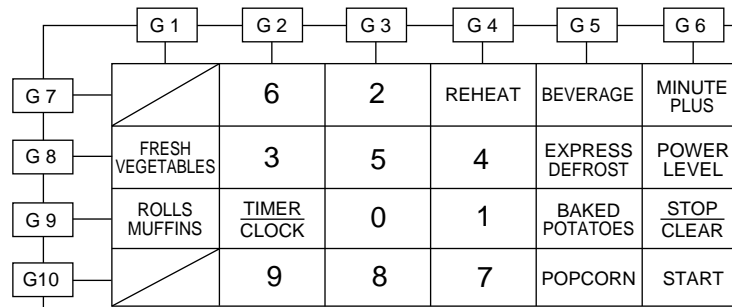 G 1 G 2 G 3 G 4 G 5 G 6
G 7 6 2 REHEAT BEVERAGE MINUTE PLUS
G 8 FRESH VEGETABLES 3 5 4 EXPRESS DEFROST POWER LEVEL
G 9 ROLLS MUFFINS TIMER CLOCK 0 1 BAKED POTATOES STOP CLEAR
G10 9 8 7 POPCORN START